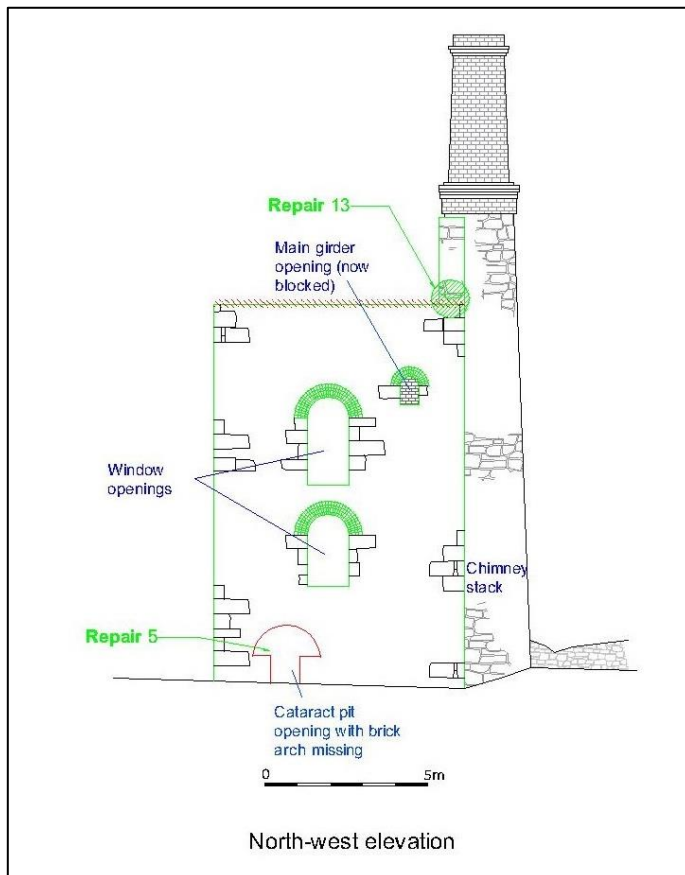 Repair 13
Main girder
opening (now
blocked)
Window
openings
Chimney
stack
Repair 5
Cataract pit
opening with brick
arch missing
0 5m
North-west elevation